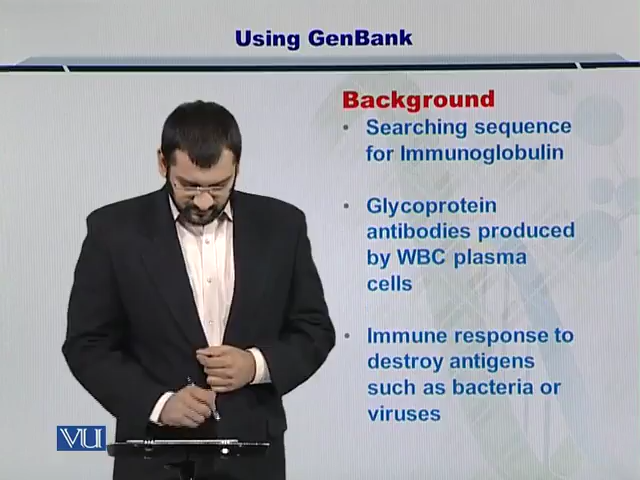 Using GenBank
Background
• Searching sequence
for Immunoglobulin
• Glycoprotein
antibodies produced
by WBC plasma
cells
• Immune response to
destroy antigens
such as bacteria or
viruses
VU